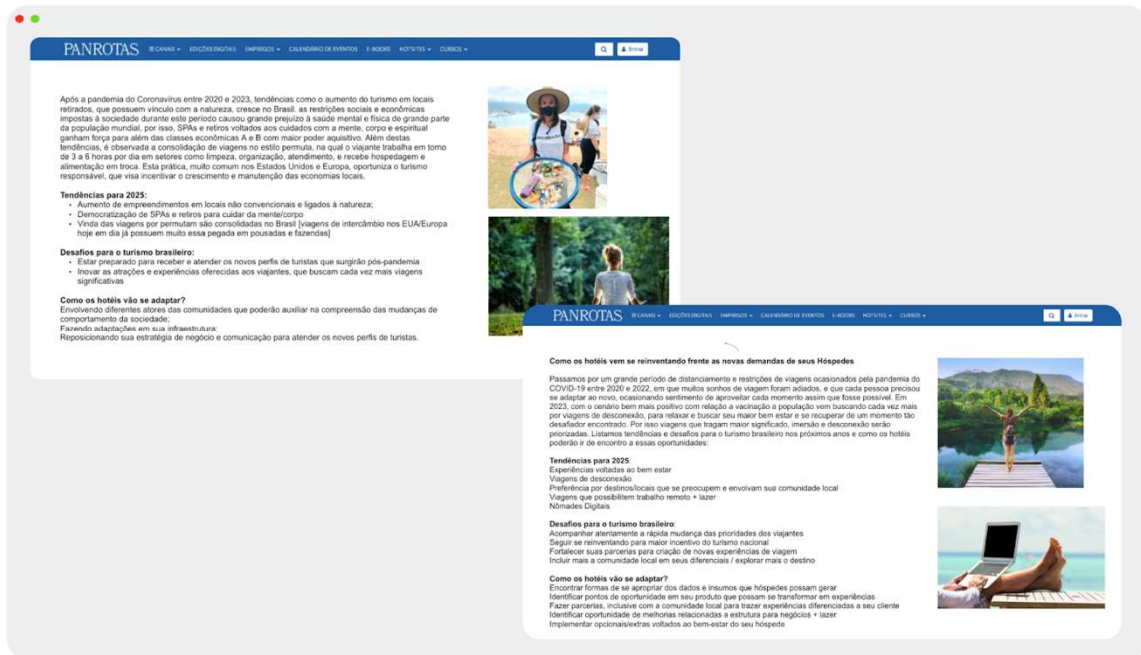 PANROTAS CANAIS EDIÇÕES DIGITAIS EMPREGOS CALENDÁRIO DE EVENTOS E-BOOKS HOTSITES CURSOS Entrar
Após a pandemia do Coronavírus entre 2020 e 2023, tendências como o aumento do turismo em locais
retirados, que possuem vínculo com a natureza, cresce no Brasil. as restrições sociais e econômicas
impostas à sociedade durante este período causou grande prejuízo à saúde mental e física de grande parte
da população mundial, por isso, SPAs e retiros voltados aos cuidados com a mente, corpo e espiritual
ganham força para além das classes econômicas A e B com maior poder aquisitivo. Além destas
tendências, é observada a consolidação de viagens no estilo permuta, na qual o viajante trabalha em torno
de 3 a 6 horas por dia em setores como limpeza, organização, atendimento, e recebe hospedagem e
alimentação em troca. Esta prática, muito comum nos Estados Unidos e Europa, oportuniza o turismo
responsável, que visa incentivar o crescimento e manutenção das economias locais.
Tendências para 2025:
• Aumento de empreendimentos em locais não convencionais e ligados à natureza;
• Democratização de SPAs e retiros para cuidar da mente/corpo
• Vinda das viagens por permutam são consolidadas no Brasil [viagens de intercâmbio nos EUA/Europa
hoje em dia já possuem muito essa pegada em pousadas e fazendas]
Desafios para o turismo brasileiro:
• Estar preparado para receber e atender os novos perfis de turistas que surgirão pós-pandemia
• Inovar as atrações e experiências oferecidas aos viajantes, que buscam cada vez mais viagens
significativas
Como os hotéis vão se adaptar?
Envolvendo diferentes atores das comunidades que poderão auxiliar na compreensão das mudanças de
comportamento da sociedade;
Fazendo adaptações em sua infraestrutura;
Reposicionando sua estratégia de negócio e comunicação para atender os novos perfis de turistas.
PANROTAS CANAIS EDIÇÕES DIGITAIS EMPREGOS CALENDÁRIO DE EVENTOS E-BOOKS HOTSITES CURSOS Entrar
Como os hotéis vem se reinventando frente as novas demandas de seus Hóspedes
Passamos por um grande período de distanciamento e restrições de viagens ocasionados pela pandemia do
COVID-19 entre 2020 e 2022, em que muitos sonhos de viagem foram adiados, e que cada pessoa precisou
se adaptar ao novo, ocasionando sentimento de aproveitar cada momento assim que fosse possível. Em
2023, com o cenário bem mais positivo com relação a vacinação a população vem buscando cada vez mais
por viagens de desconexão, para relaxar e buscar seu maior bem estar e se recuperar de um momento tão
desafiador encontrado. Por isso viagens que tragam maior significado, imersão e desconexão serão
priorizadas. Listamos tendências e desafios para o turismo brasileiro nos próximos anos e como os hotéis
poderão ir de encontro a essas oportunidades:
Tendências para 2025:
Experiências voltadas ao bem estar
Viagens de desconexão
Preferência por destinos/locais que se preocupem e envolvam sua comunidade local
Viagens que possibilitem trabalho remoto + lazer
Nômades Digitais
Desafios para o turismo brasileiro:
Acompanhar atentamente a rápida mudança das prioridades dos viajantes
Seguir se reinventando para maior incentivo do turismo nacional
Fortalecer suas parcerias para criação de novas experiências de viagem
Incluir mais a comunidade local em seus diferenciais / explorar mais o destino
Como os hotéis vão se adaptar?
Encontrar formas de se apropriar dos dados e insumos que hóspedes possam gerar
Identificar pontos de oportunidade em seu produto que possam se transformar em experiências
Fazer parcerias, inclusive com a comunidade local para trazer experiências diferenciadas a seu cliente
Identificar oportunidade de melhorias relacionadas a estrutura para negócios + lazer
Implementar opcionais/extras voltados ao bem-estar do seu hóspede